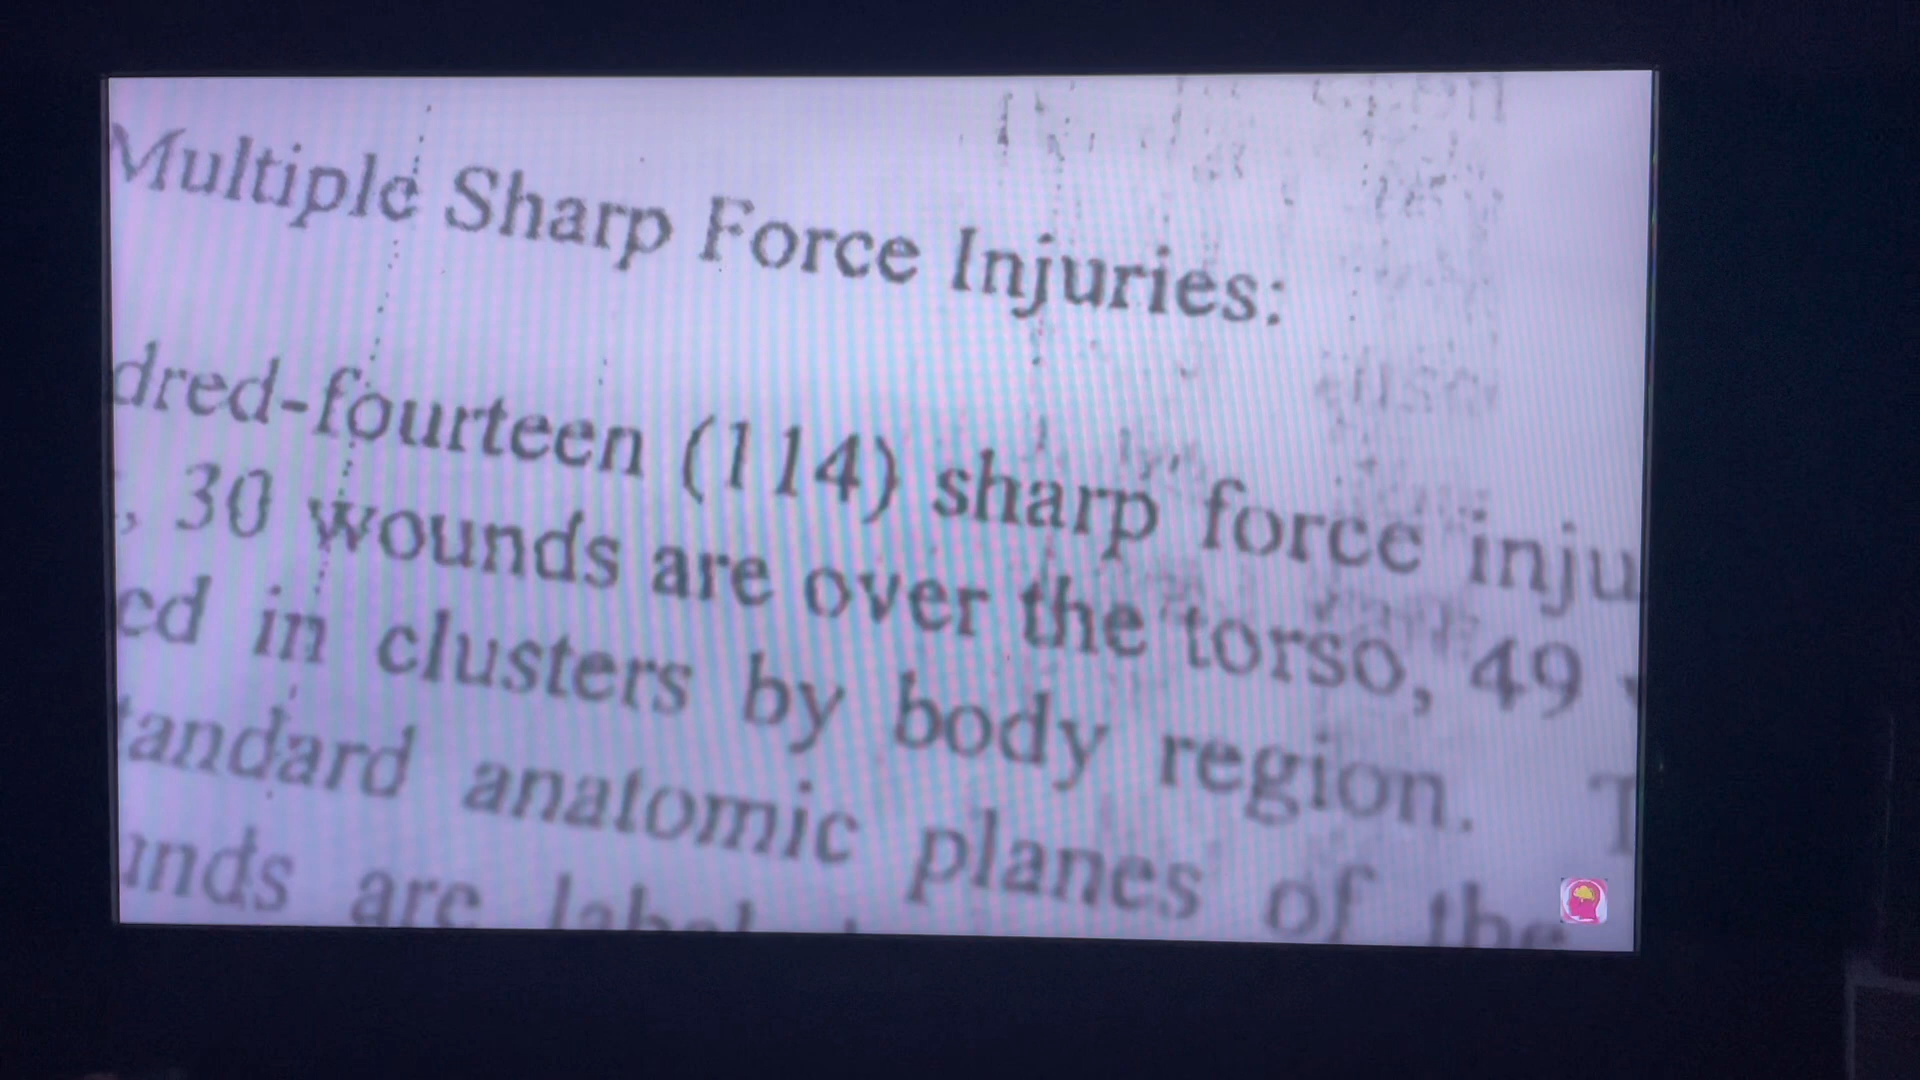 Multiple Sharp Force Injuries:
dred-fourteen (114) sharp force inju
, 30 wounds are over the torso, 49
ed in clusters by body region. T
tandard anatomic planes of the
unds are